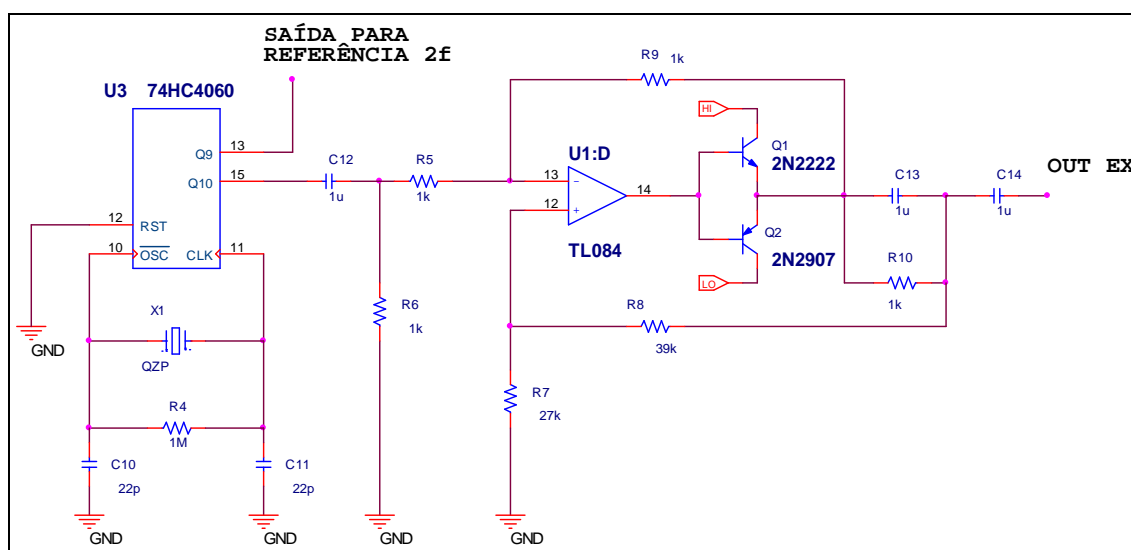 SAÍDA PARA
REFERÊNCIA 2f
U3 74HC4060
Q9
13
Q10
15
12
RST
10
OSC
CLK
11
GND
X1
QZP
R4
1M
C10
22p
C11
22p
GND
GND
C12
1u
R5
1k
R6
1k
GND
R9
1k
U1:D
13
12
14
TL084
HI
Q1
2N2222
Q2
2N2907
LO
R8
39k
R7
27k
GND
C13
1u
R10
1k
C14
1u
OUT EX